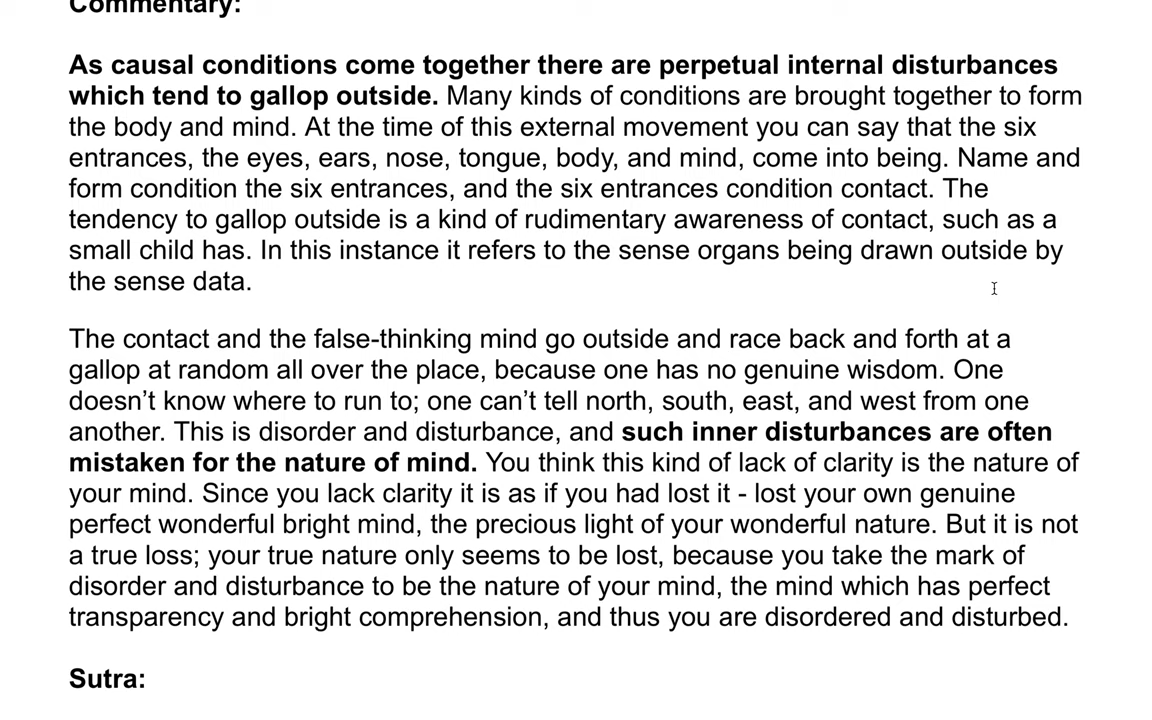 Commentary:
As causal conditions come together there are perpetual internal disturbances
which tend to gallop outside. Many kinds of conditions are brought together to form
the body and mind. At the time of this external movement you can say that the six
entrances, the eyes, ears, nose, tongue, body, and mind, come into being. Name and
form condition the six entrances, and the six entrances condition contact. The
tendency to gallop outside is a kind of rudimentary awareness of contact, such as a
small child has. In this instance it refers to the sense organs being drawn outside by
the sense data.
The contact and the false-thinking mind go outside and race back and forth at a
gallop at random all over the place, because one has no genuine wisdom. One
doesn’t know where to run to; one can’t tell north, south, east, and west from one
another. This is disorder and disturbance, and such inner disturbances are often
mistaken for the nature of mind. You think this kind of lack of clarity is the nature of
your mind. Since you lack clarity it is as if you had lost it - lost your own genuine
perfect wonderful bright mind, the precious light of your wonderful nature. But it is not
a true loss; your true nature only seems to be lost, because you take the mark of
disorder and disturbance to be the nature of your mind, the mind which has perfect
transparency and bright comprehension, and thus you are disordered and disturbed.
Sutra: